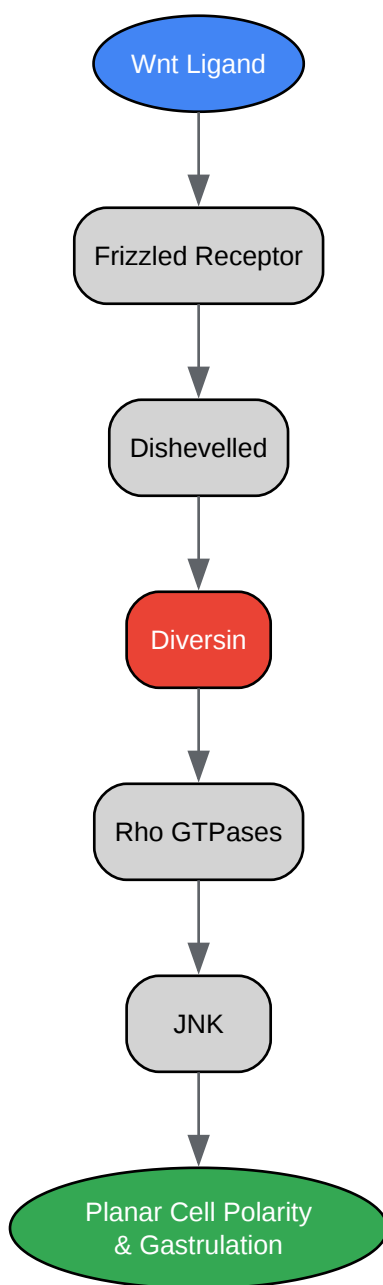 Wnt Ligand
Frizzled Receptor
Dishevelled
Diversin
Rho GTPases
JNK
Planar Cell Polarity
& Gastrulation